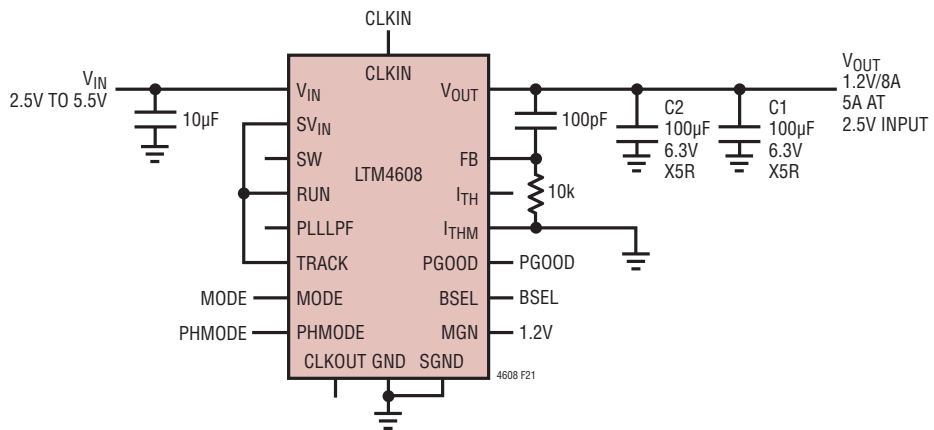 CLKIN
V_IN
2.5V TO 5.5V
10µF
CLKIN
V_IN
SV_IN
SW
RUN
PLLLPF
TRACK
MODE
MODE
PHMODE
PHMODE
LTM4608
V_OUT
FB
I_TH
I_THM
PGOOD
PGOOD
BSEL
BSEL
MGN
1.2V
CLKOUT GND SGND
100pF
10k
C2
100µF
6.3V
X5R
C1
100µF
6.3V
X5R
V_OUT
1.2V/8A
5A AT
2.5V INPUT
4608 F21